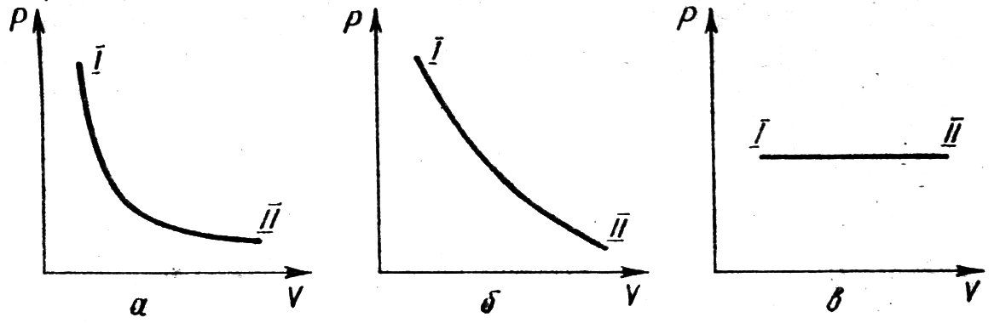 P P P
I I
I II
II II
V V V
а б в